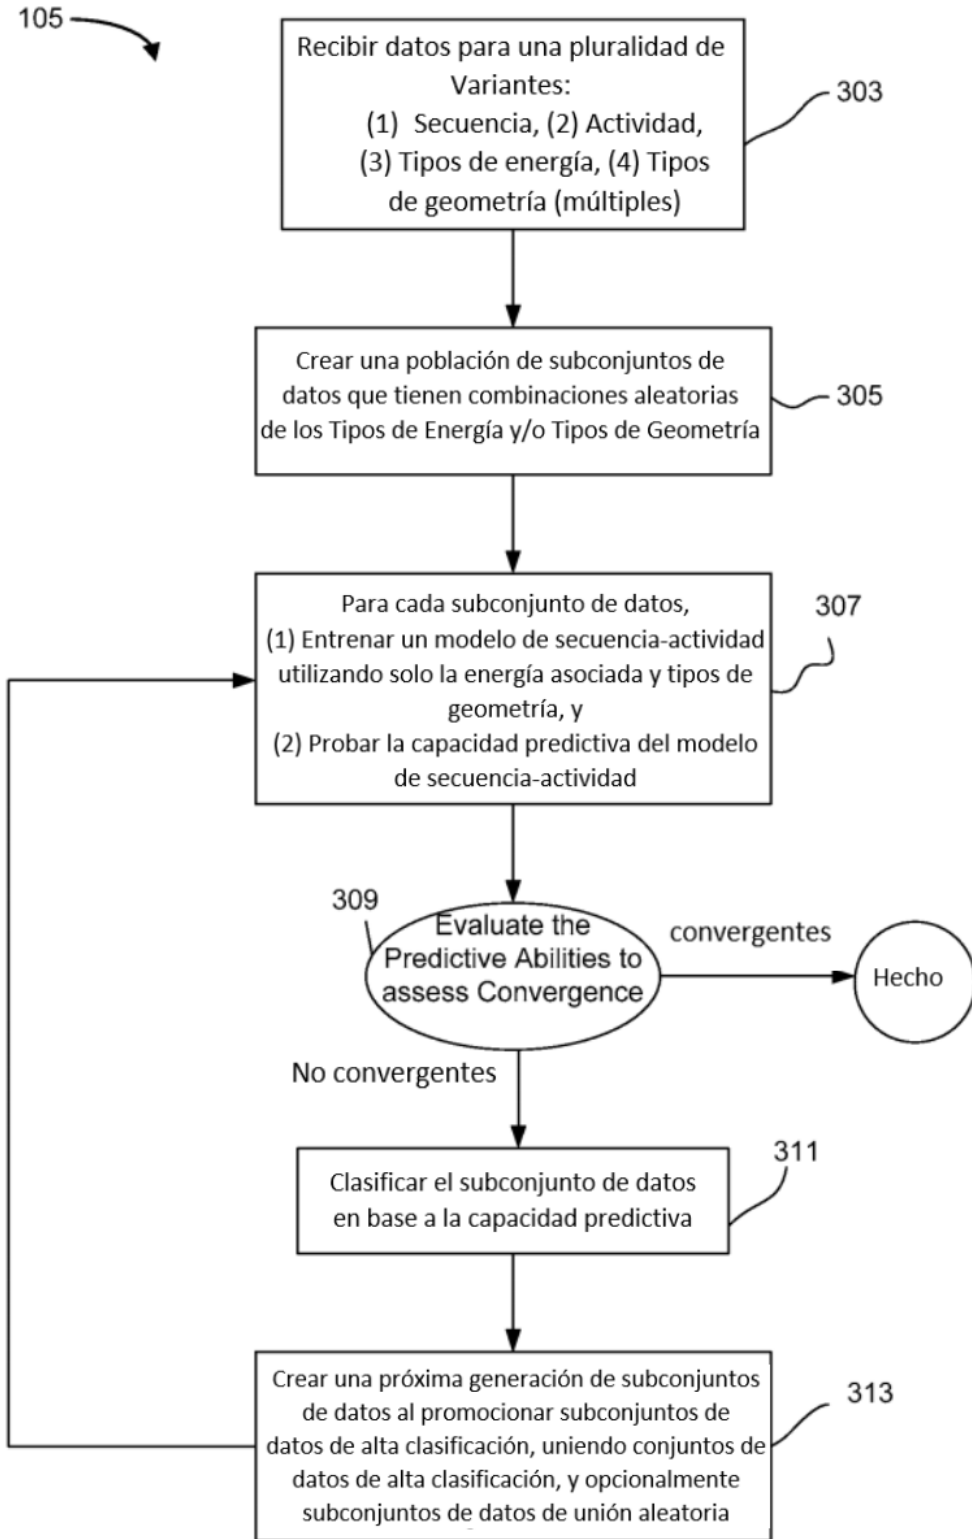 105
Recibir datos para una pluralidad de
Variantes:
(1) Secuencia, (2) Actividad,
(3) Tipos de energía, (4) Tipos
de geometría (múltiples)
303
Crear una población de subconjuntos de
datos que tienen combinaciones aleatorias
de los Tipos de Energía y/o Tipos de Geometría
305
Para cada subconjunto de datos,
(1) Entrenar un modelo de secuencia-actividad
utilizando solo la energía asociada y tipos de
geometría, y
(2) Probar la capacidad predictiva del modelo
de secuencia-actividad
307
309
Evaluate the
Predictive Abilities to
assess Convergence
convergentes
Hecho
No convergentes
Clasificar el subconjunto de datos
en base a la capacidad predictiva
311
Crear una próxima generación de subconjuntos
de datos al promocionar subconjuntos de
datos de alta clasificación, uniendo conjuntos de
datos de alta clasificación, y opcionalmente
subconjuntos de datos de unión aleatoria
313